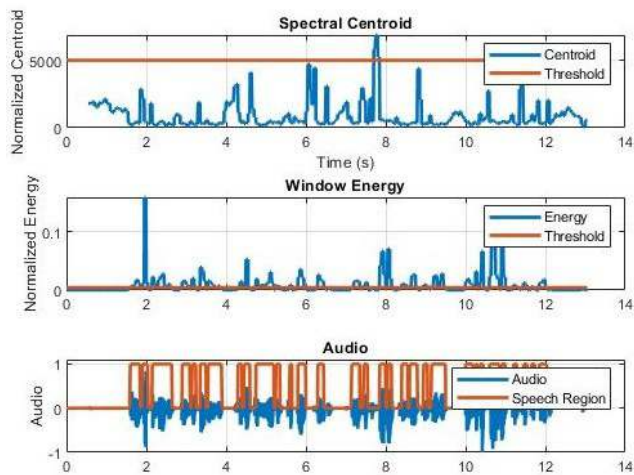 Spectral Centroid
Normalized Centroid
5000
0
Centroid
Threshold
0 2 4 6 8 10 12 14
Time (s)
Window Energy
Normalized Energy
0.1
0
Energy
Threshold
0 2 4 6 8 10 12 14
Audio
Audio
1
0
-1
Audio
Speech Region
0 2 4 6 8 10 12 14